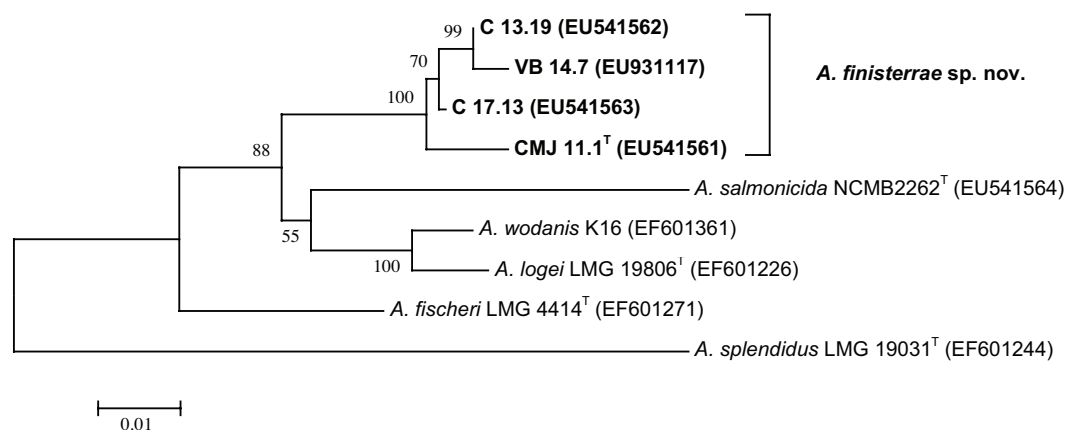 C 13.19 (EU541562)
99
VB 14.7 (EU931117)
70
A. finisterrae sp. nov.
C 17.13 (EU541563)
100
CMJ 11.1ᵀ (EU541561)
88
A. salmonicida NCMB2262ᵀ (EU541564)
A. wodanis K16 (EF601361)
55
A. logei LMG 19806ᵀ (EF601226)
100
A. fischeri LMG 4414ᵀ (EF601271)
A. splendidus LMG 19031ᵀ (EF601244)
0.01